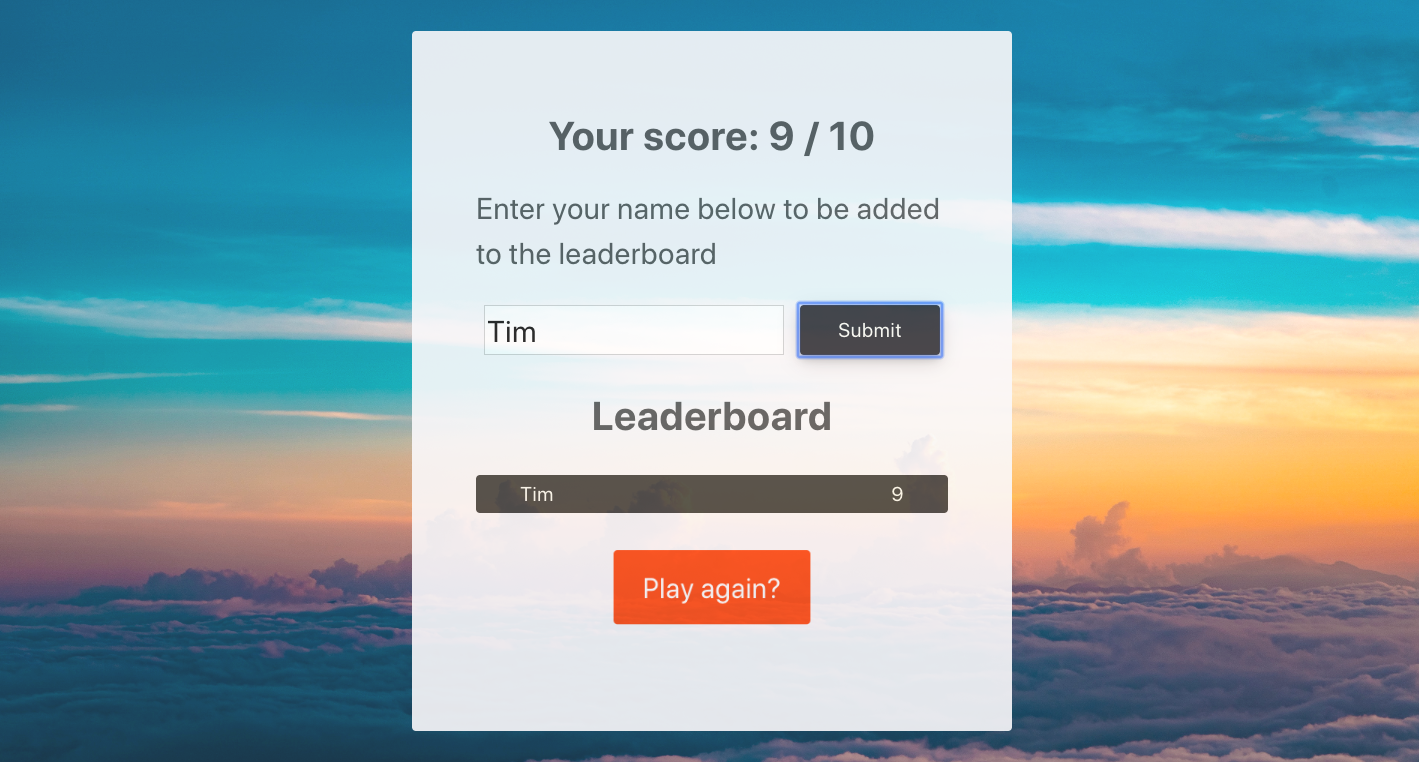 Your score: 9 / 10
Enter your name below to be added
to the leaderboard
Tim
Submit
Leaderboard
Tim 9
Play again?